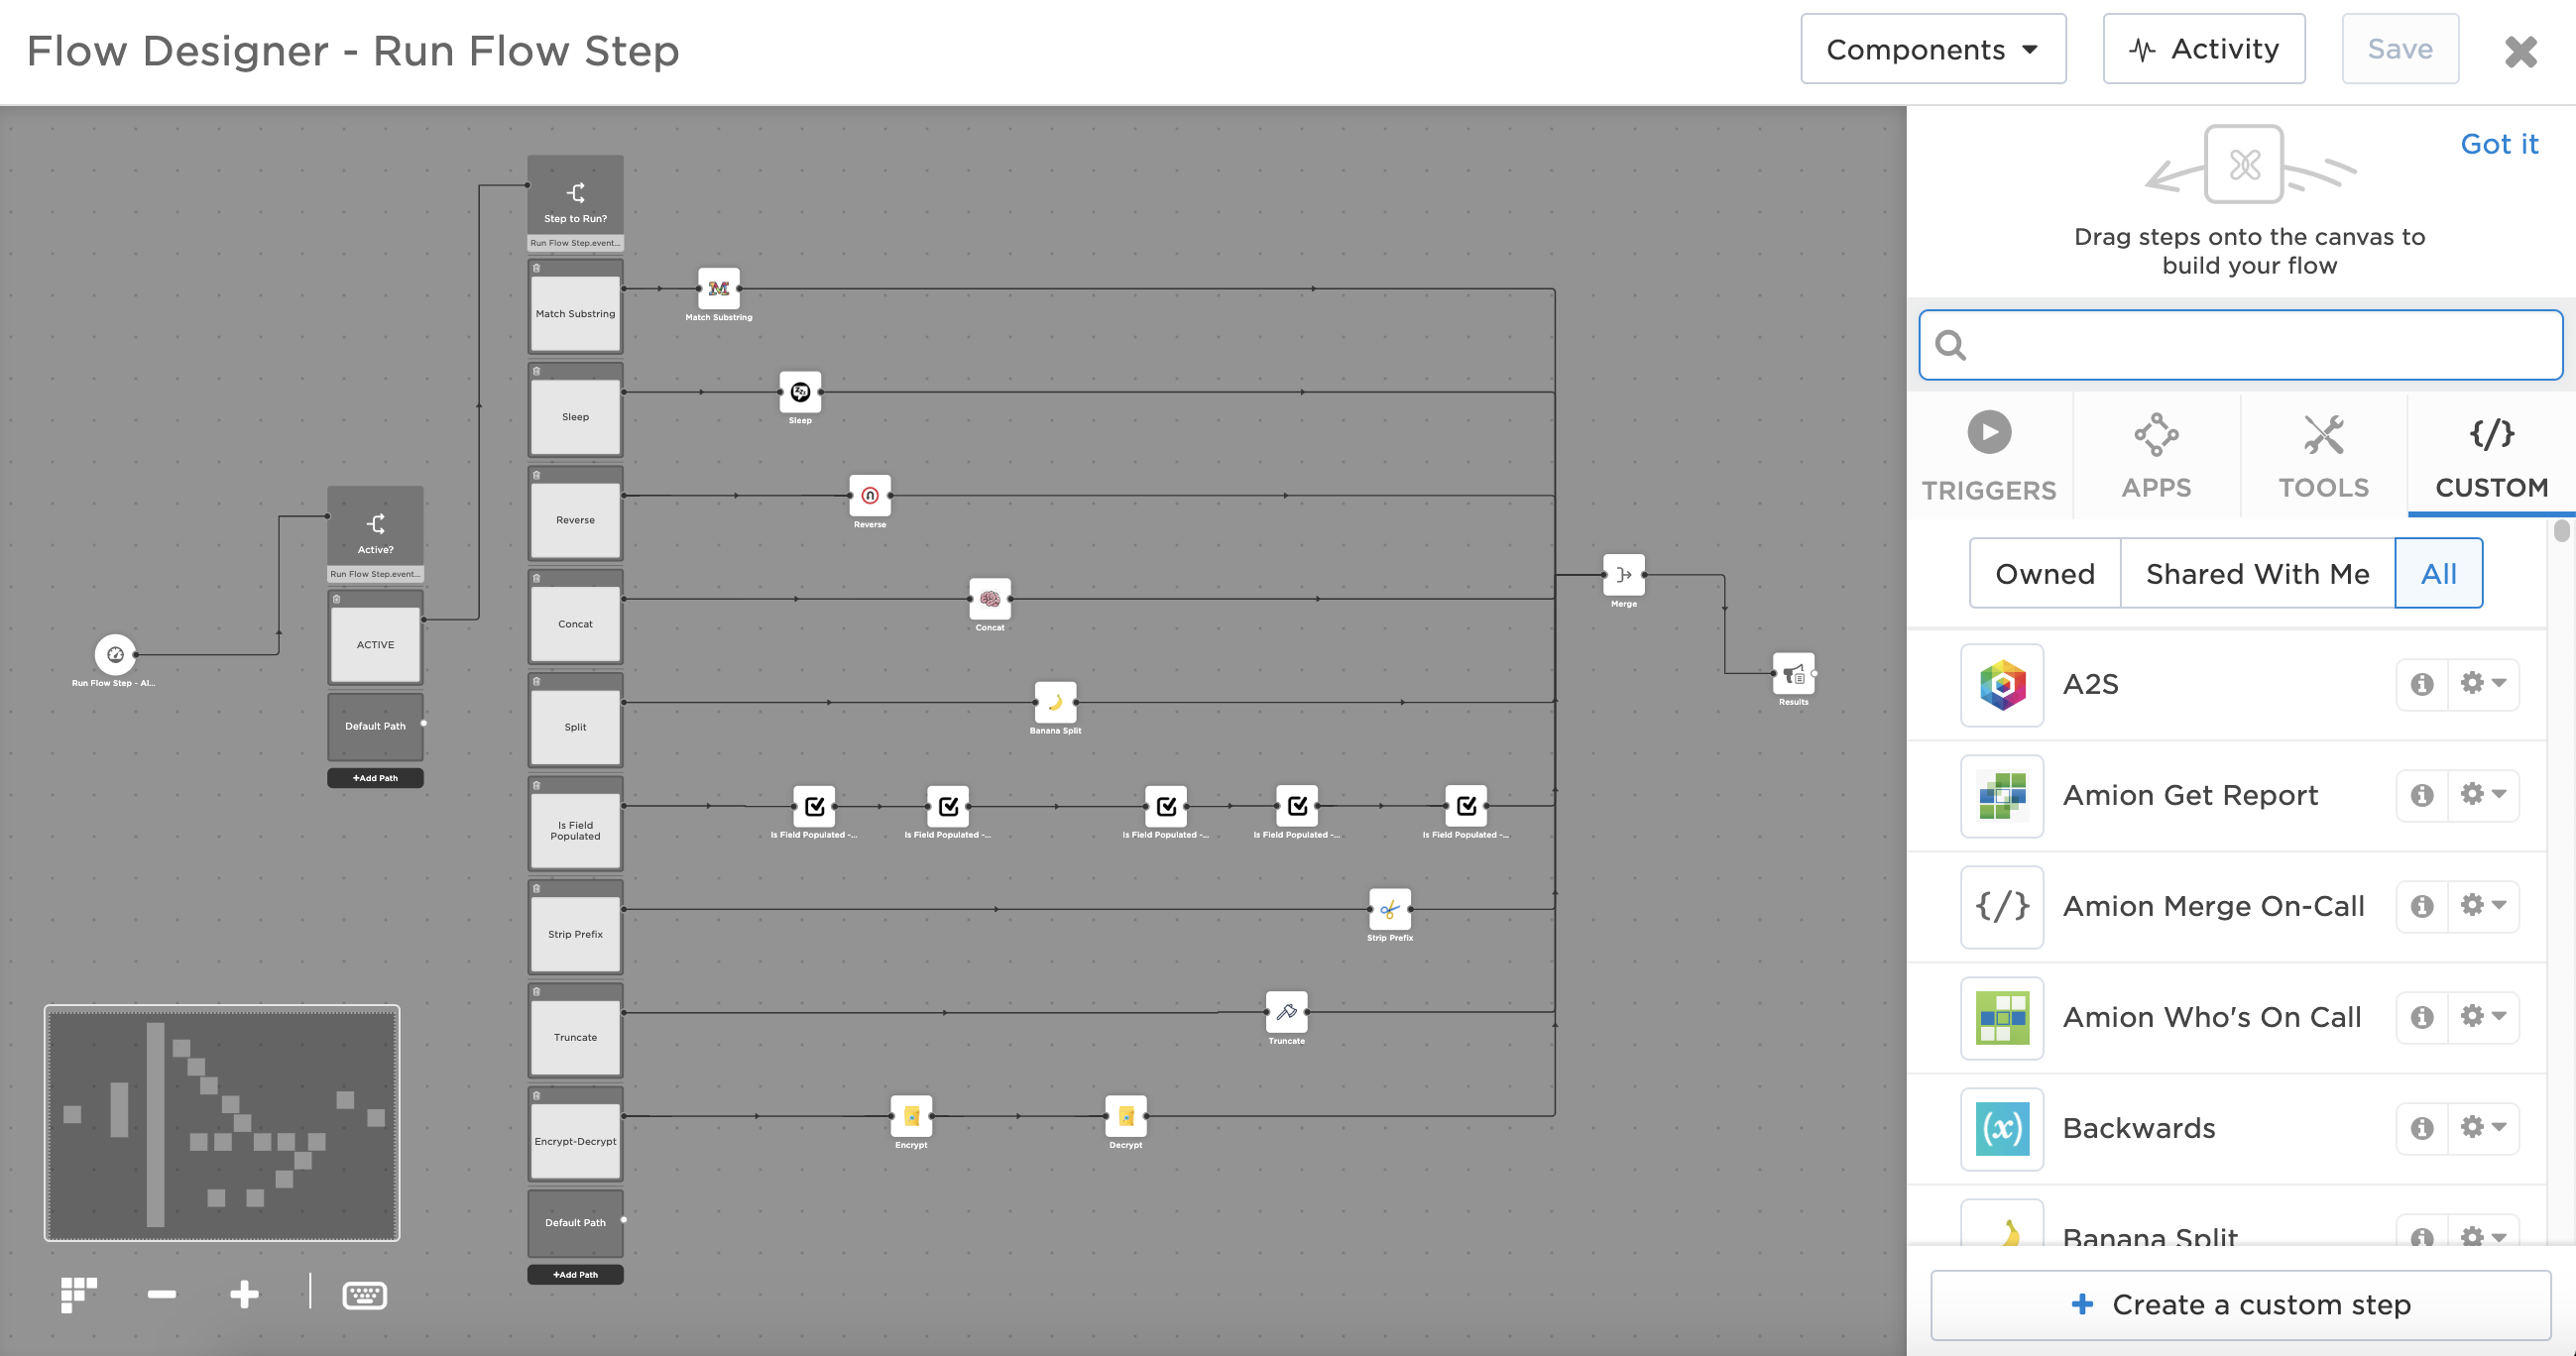 Flow Designer - Run Flow Step
Components
Activity
Save
Step to Run?
Run Flow Step.event...
Match Substring
Match Substring
Sleep
Sleep
Reverse
Reverse
Active?
Run Flow Step.event...
ACTIVE
Default Path
+Add Path
Run Flow Step - Al...
Concat
Concat
Split
Banana Split
Is Field
Populated
Is Field Populated -...
Is Field Populated -...
Is Field Populated -...
Is Field Populated -...
Is Field Populated -...
Strip Prefix
Strip Prefix
Truncate
Truncate
Encrypt-Decrypt
Encrypt
Decrypt
Default Path
+Add Path
Merge
Results
Got it
Drag steps onto the canvas to
build your flow
TRIGGERS
APPS
TOOLS
{/}
CUSTOM
Owned
Shared With Me
All
A2S
Amion Get Report
{/}
Amion Merge On-Call
Amion Who's On Call
(x)
Backwards
Banana Split
+ Create a custom step